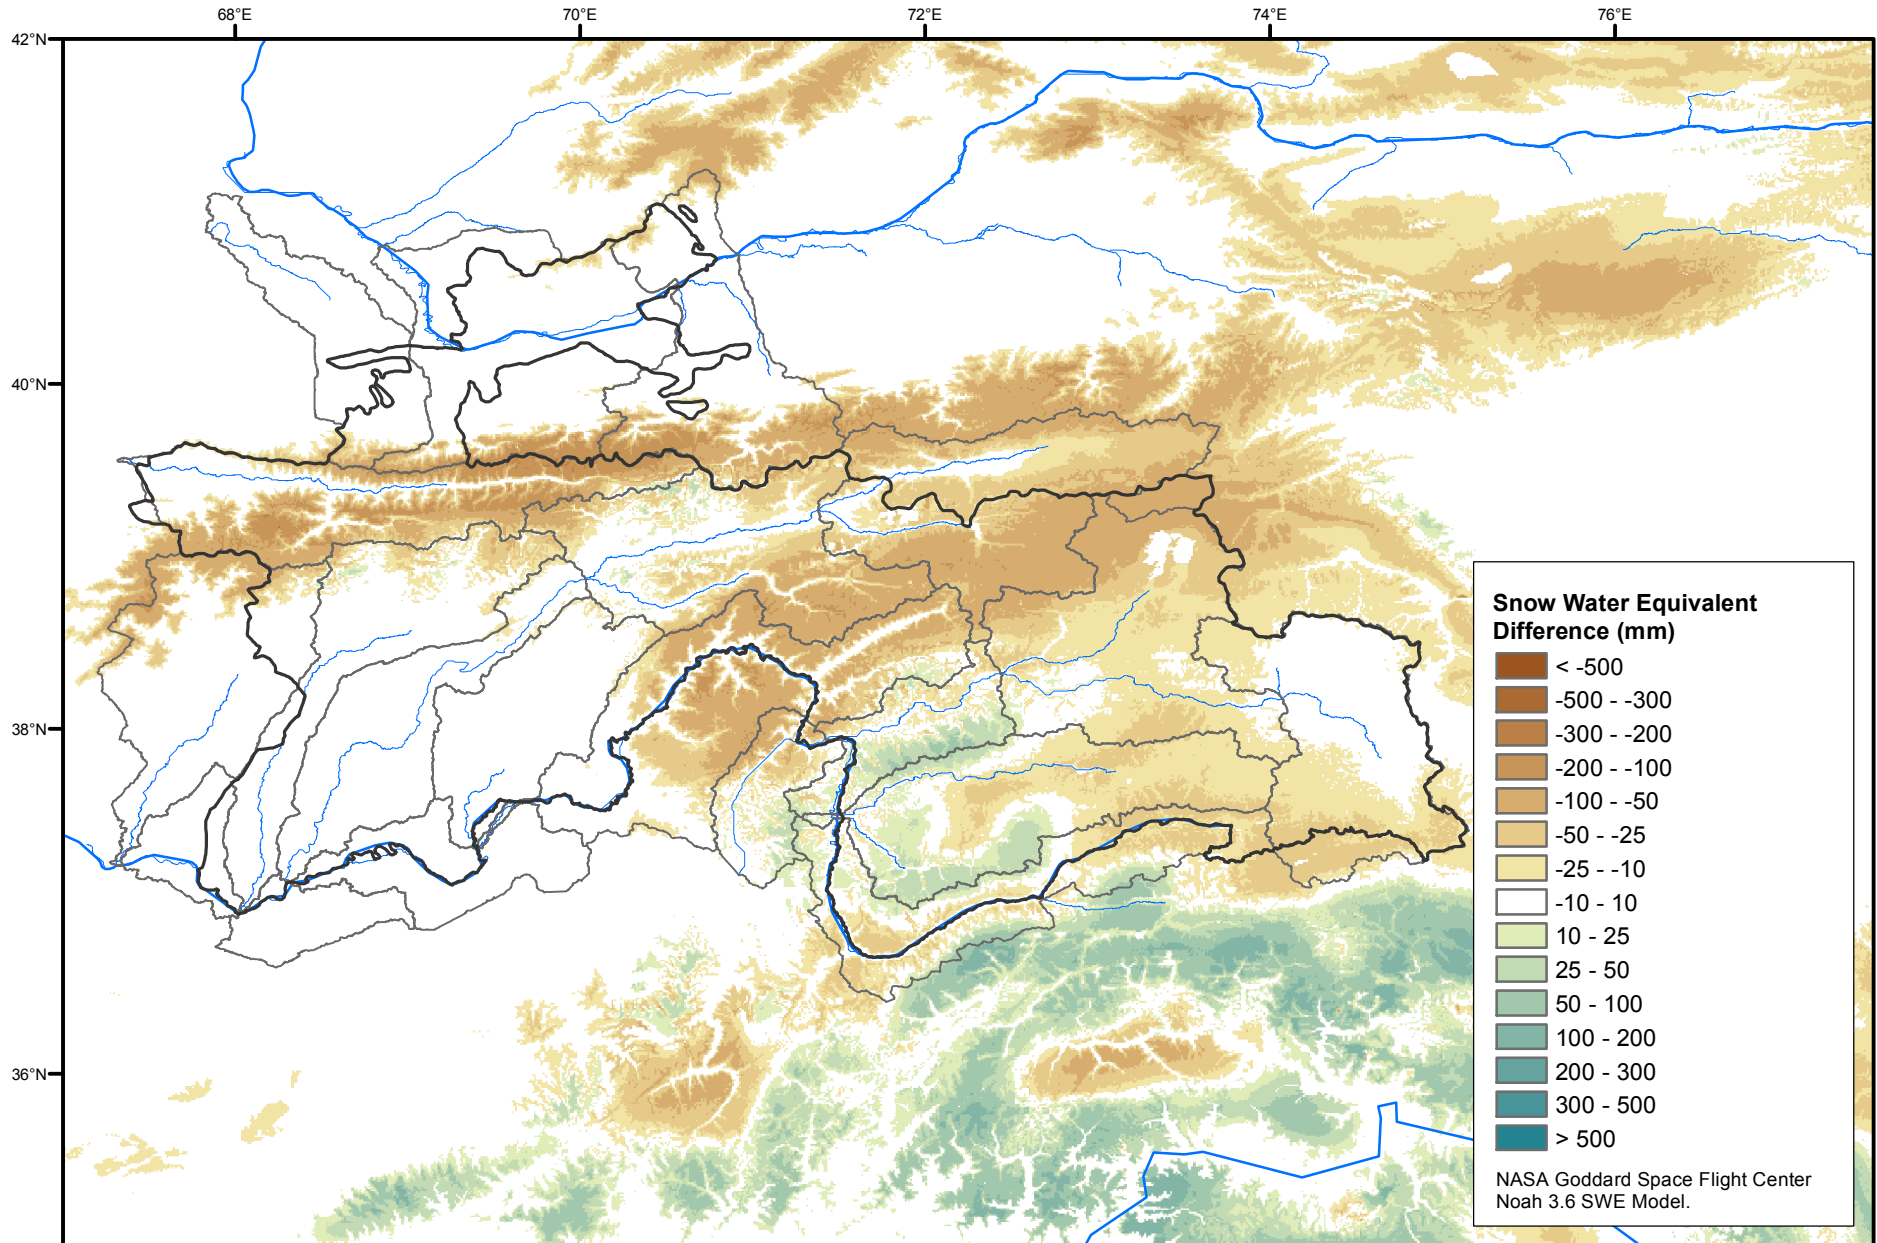 68°E
70°E
72°E
74°E
76°E
42°N
40°N
38°N
36°N
Snow Water Equivalent
Difference (mm)
< -500
-500 - -300
-300 - -200
-200 - -100
-100 - -50
-50 - -25
-25 - -10
-10 - 10
10 - 25
25 - 50
50 - 100
100 - 200
200 - 300
300 - 500
> 500
NASA Goddard Space Flight Center
Noah 3.6 SWE Model.